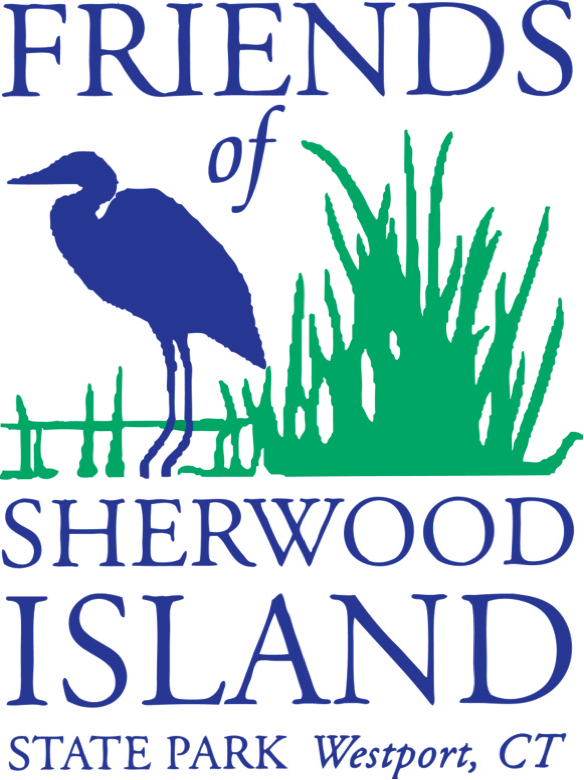 FRIENDS
of
SHERWOOD
ISLAND
STATE PARK Westport, CT